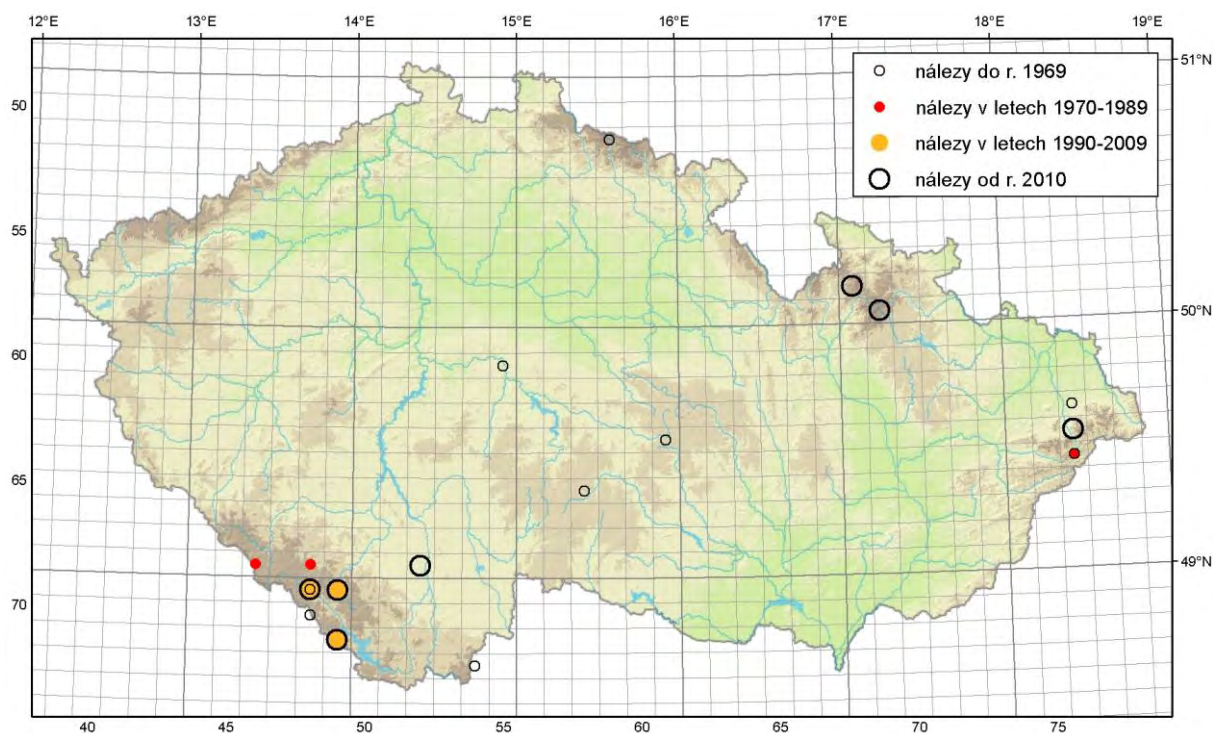 12°E 13°E 14°E 15°E 16°E 17°E 18°E 19°E
nálezy do r. 1969
nálezy v letech 1970-1989
nálezy v letech 1990-2009
nálezy od r. 2010
51°N
50
55
50°N
60
65
49°N
70
40 45 50 55 60 65 70 75